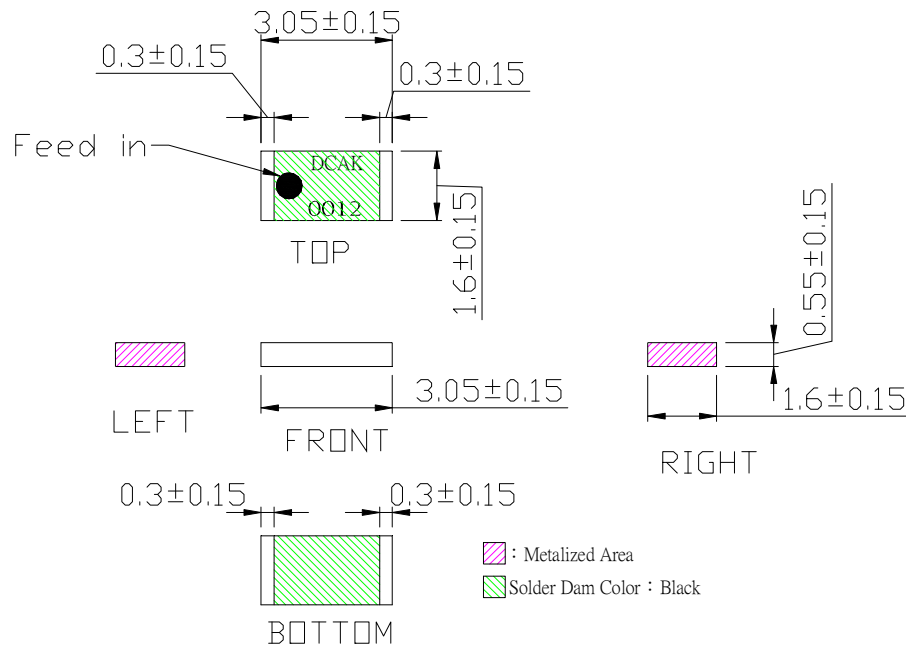 3.05±0.15
0.3±0.15
0.3±0.15
Feed in
DCAK
0012
TOP
1.6±0.15
0.55±0.15
LEFT
3.05±0.15
FRONT
1.6±0.15
RIGHT
0.3±0.15
0.3±0.15
: Metalized Area
Solder Dam Color : Black
BOTTOM